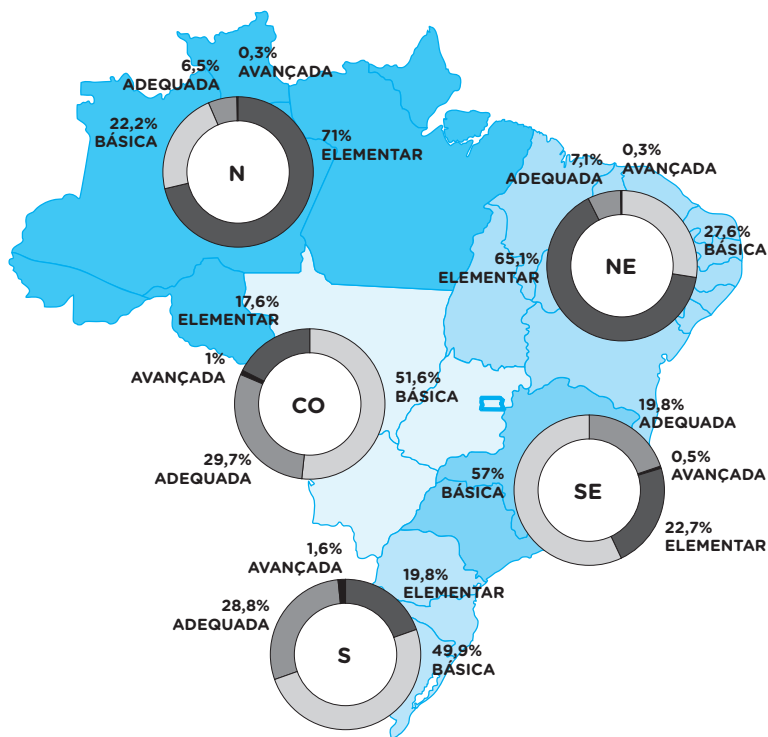 6,5%
ADEQUADA
0,3%
AVANÇADA
22,2%
BÁSICA
71%
ELEMENTAR
N
7,1%
ADEQUADA
0,3%
AVANÇADA
27,6%
BÁSICA
65,1%
ELEMENTAR
NE
17,6%
ELEMENTAR
1%
AVANÇADA
51,6%
BÁSICA
29,7%
ADEQUADA
CO
19,8%
ADEQUADA
0,5%
AVANÇADA
57%
BÁSICA
22,7%
ELEMENTAR
SE
1,6%
AVANÇADA
19,8%
ELEMENTAR
28,8%
ADEQUADA
49,9%
BÁSICA
S